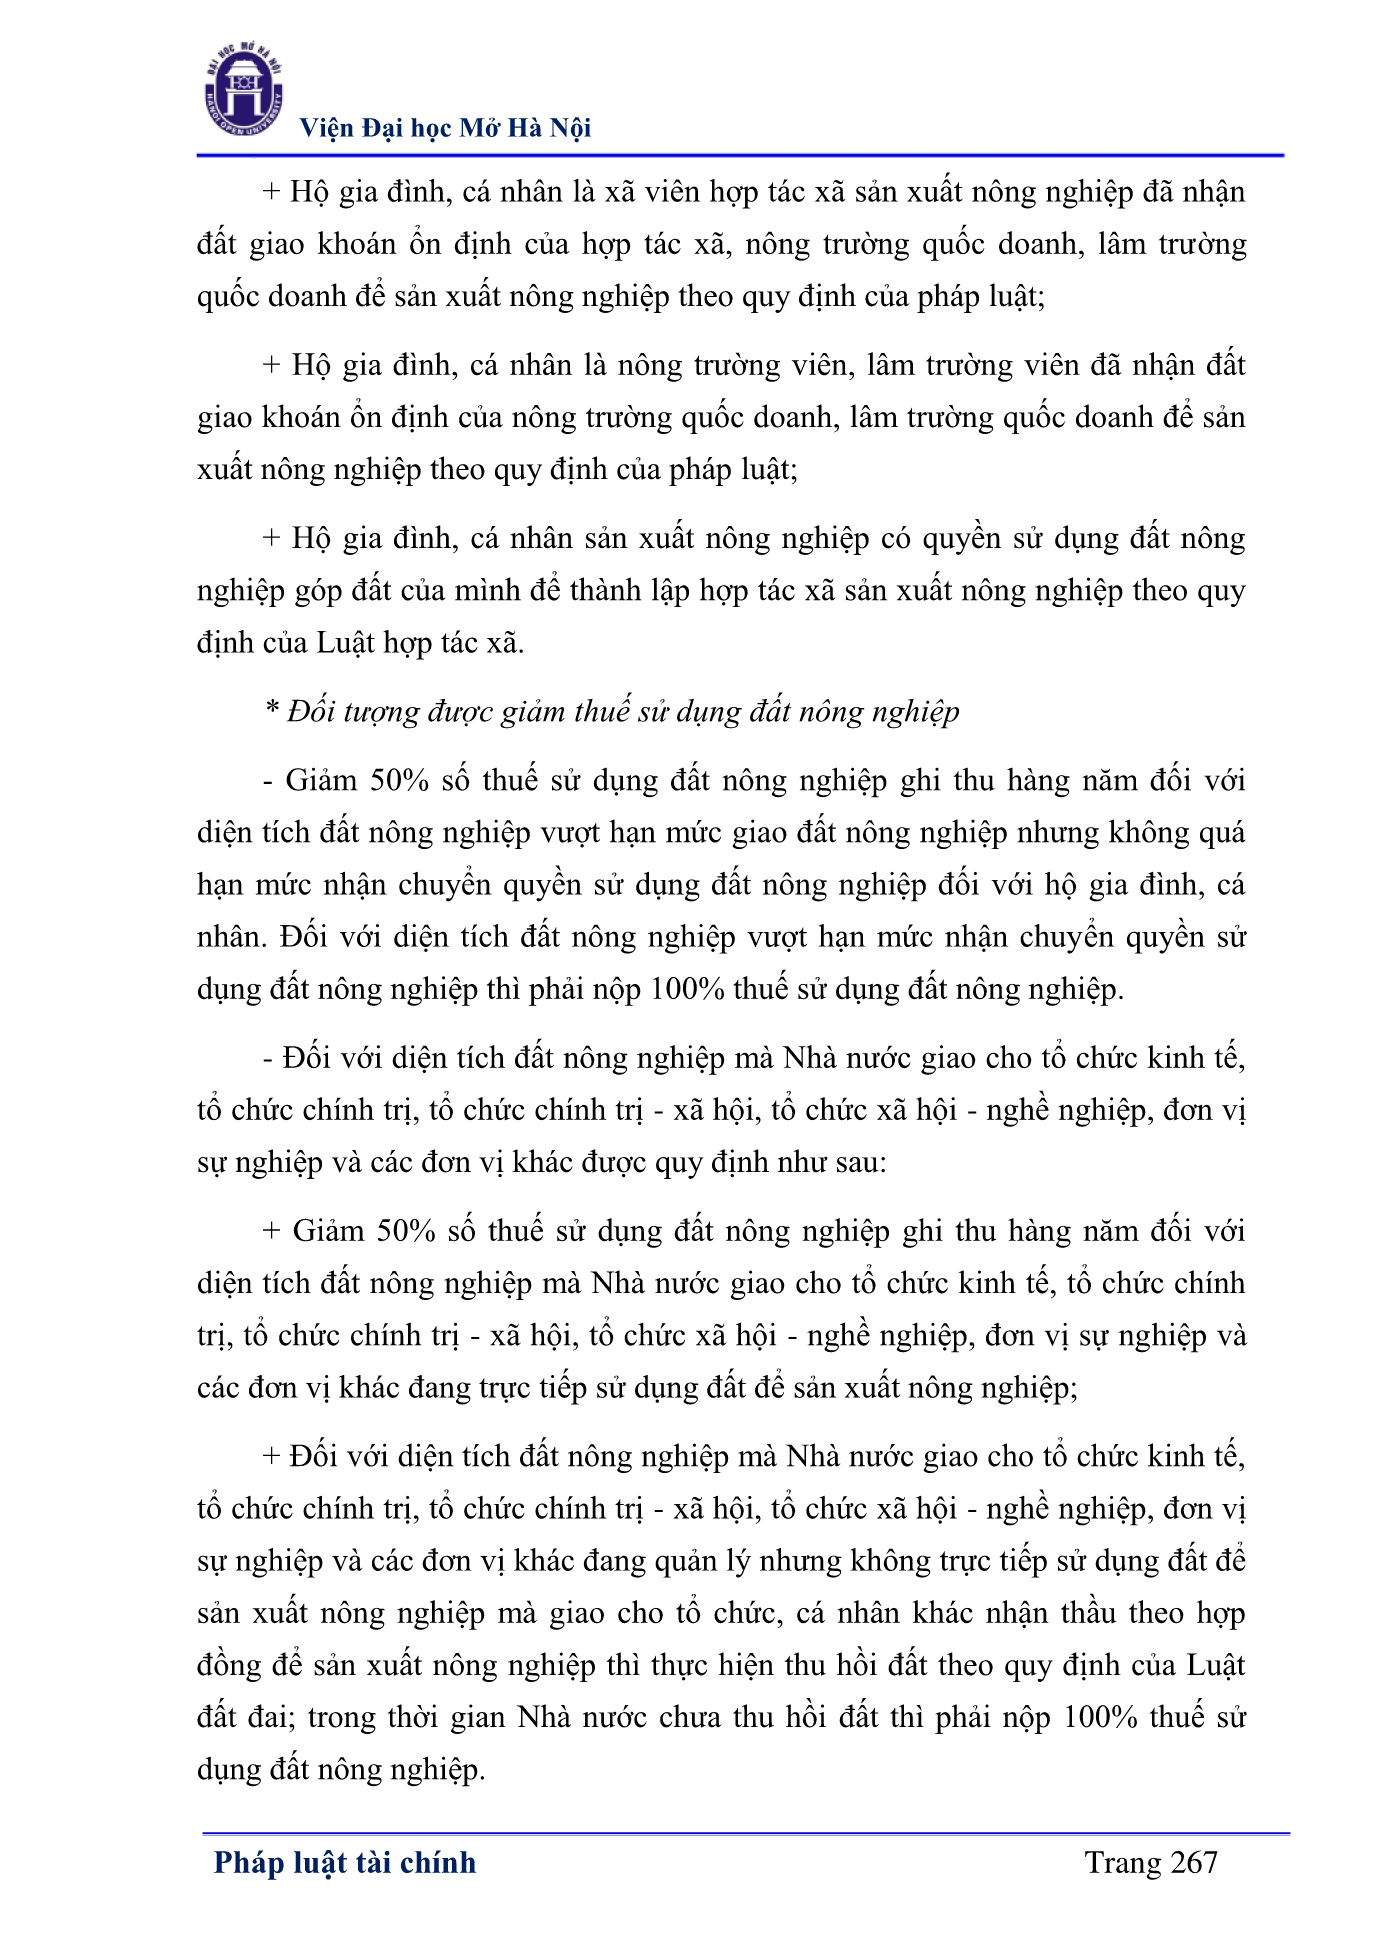 ĐẠI HỌC MỞ HÀ NỘI
HANOI OPEN UNIVERSITY
Viện Đại học Mở Hà Nội
+ Hộ gia đình, cá nhân là xã viên hợp tác xã sản xuất nông nghiệp đã nhận
đất giao khoán ổn định của hợp tác xã, nông trường quốc doanh, lâm trường
quốc doanh để sản xuất nông nghiệp theo quy định của pháp luật;
+ Hộ gia đình, cá nhân là nông trường viên, lâm trường viên đã nhận đất
giao khoán ổn định của nông trường quốc doanh, lâm trường quốc doanh để sản
xuất nông nghiệp theo quy định của pháp luật;
+ Hộ gia đình, cá nhân sản xuất nông nghiệp có quyền sử dụng đất nông
nghiệp góp đất của mình để thành lập hợp tác xã sản xuất nông nghiệp theo quy
định của Luật hợp tác xã.
* Đối tượng được giảm thuế sử dụng đất nông nghiệp
- Giảm 50% số thuế sử dụng đất nông nghiệp ghi thu hàng năm đối với
diện tích đất nông nghiệp vượt hạn mức giao đất nông nghiệp nhưng không quá
hạn mức nhận chuyển quyền sử dụng đất nông nghiệp đối với hộ gia đình, cá
nhân. Đối với diện tích đất nông nghiệp vượt hạn mức nhận chuyển quyền sử
dụng đất nông nghiệp thì phải nộp 100% thuế sử dụng đất nông nghiệp.
- Đối với diện tích đất nông nghiệp mà Nhà nước giao cho tổ chức kinh tế,
tổ chức chính trị, tổ chức chính trị - xã hội, tổ chức xã hội - nghề nghiệp, đơn vị
sự nghiệp và các đơn vị khác được quy định như sau:
+ Giảm 50% số thuế sử dụng đất nông nghiệp ghi thu hàng năm đối với
diện tích đất nông nghiệp mà Nhà nước giao cho tổ chức kinh tế, tổ chức chính
trị, tổ chức chính trị - xã hội, tổ chức xã hội - nghề nghiệp, đơn vị sự nghiệp và
các đơn vị khác đang trực tiếp sử dụng đất để sản xuất nông nghiệp;
+ Đối với diện tích đất nông nghiệp mà Nhà nước giao cho tổ chức kinh tế,
tổ chức chính trị, tổ chức chính trị - xã hội, tổ chức xã hội - nghề nghiệp, đơn vị
sự nghiệp và các đơn vị khác đang quản lý nhưng không trực tiếp sử dụng đất để
sản xuất nông nghiệp mà giao cho tổ chức, cá nhân khác nhận thầu theo hợp
đồng để sản xuất nông nghiệp thì thực hiện thu hồi đất theo quy định của Luật
đất đai; trong thời gian Nhà nước chưa thu hồi đất thì phải nộp 100% thuế sử
dụng đất nông nghiệp.
Pháp luật tài chính Trang 267